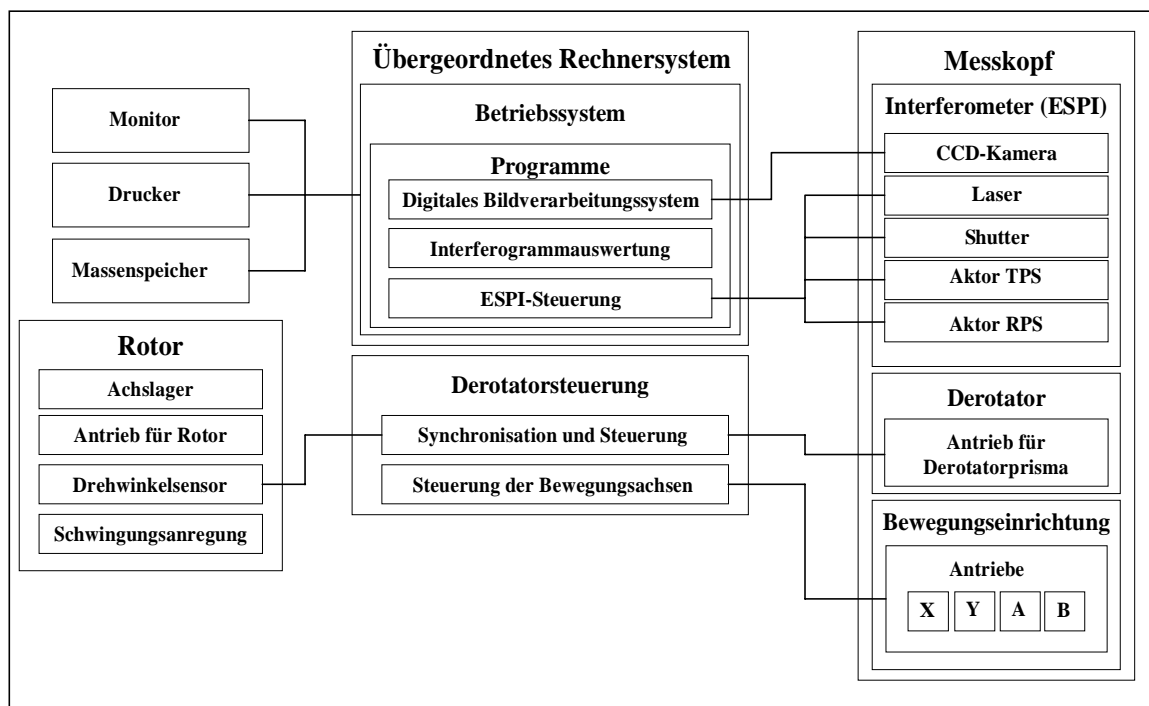 Monitor
Drucker
Massenspeicher
Rotor
Achslager
Antrieb für Rotor
Drehwinkelsensor
Schwingungsanregung
Übergeordnetes Rechnersystem
Betriebssystem
Programme
Digitales Bildverarbeitungssystem
Interferogrammauswertung
ESPI-Steuerung
Derotatorsteuerung
Synchronisation und Steuerung
Steuerung der Bewegungsachsen
Messkopf
Interferometer (ESPI)
CCD-Kamera
Laser
Shutter
Aktor TPS
Aktor RPS
Derotator
Antrieb für
Derotatorprisma
Bewegungseinrichtung
Antriebe
X Y A B